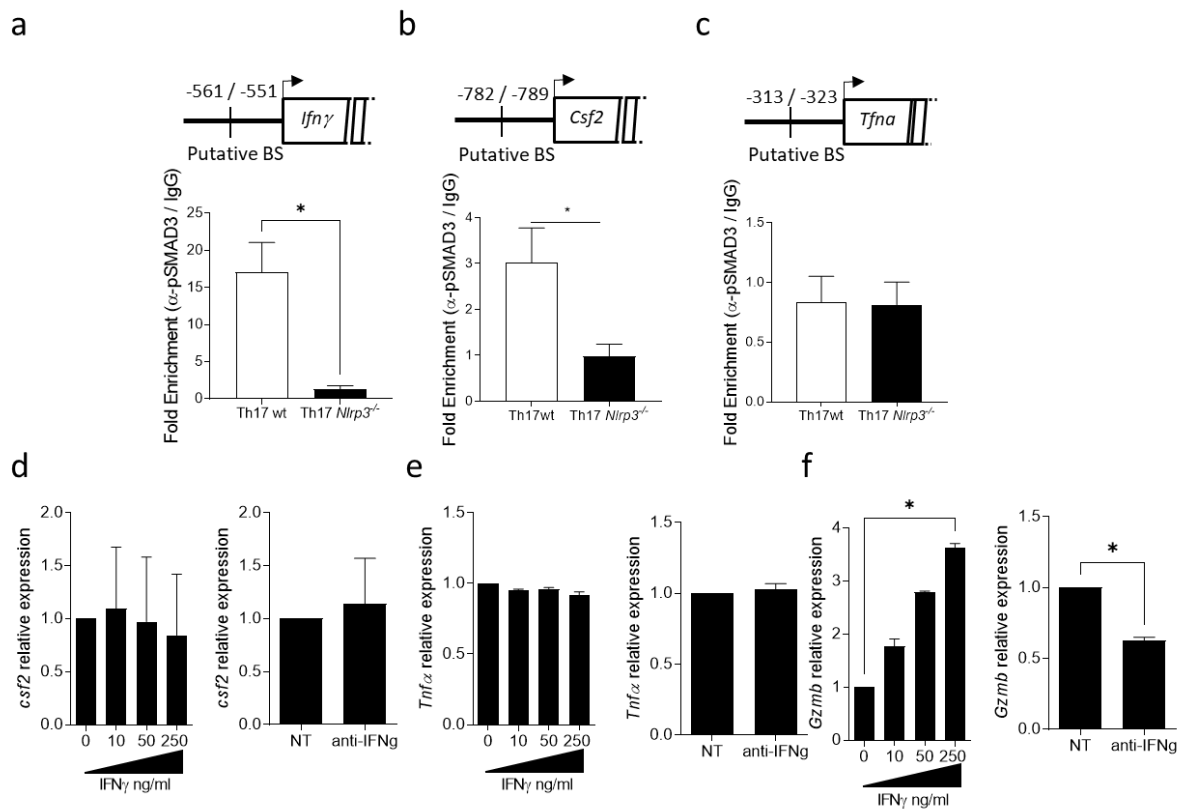 a
-561 / -551
Ifnγ
Putative BS
Fold Enrichment (α-pSMAD3 / IgG)
25
20
15
10
5
0
*
Th17 wt
Th17 Nlrp3-/-
b
-782 / -789
Csf2
Putative BS
Fold Enrichment (α-pSMAD3 / IgG)
4
3
2
1
0
*
Th17wt
Th17 Nlrp3-/-
c
-313 / -323
Tfna
Putative BS
Fold Enrichment (α-pSMAD3 / IgG)
1.5
1.0
0.5
0.0
Th17wt
Th17 Nlrp3-/-
d
csf2 relative expression
2.0
1.5
1.0
0.5
0.0
0 10 50 250
IFNγ ng/ml
csf2 relative expression
2.0
1.5
1.0
0.5
0.0
NT anti-IFNg
e
Tnfα relative expression
1.5
1.0
0.5
0.0
0 10 50 250
IFNγ ng/ml
Tnfα relative expression
1.5
1.0
0.5
0.0
NT anti-IFNg
f
Gzmb relative expression
4
3
2
1
0
*
0 10 50 250
IFNγ ng/ml
Gzmb relative expression
1.5
1.0
0.5
0.0
*
NT anti-IFNg